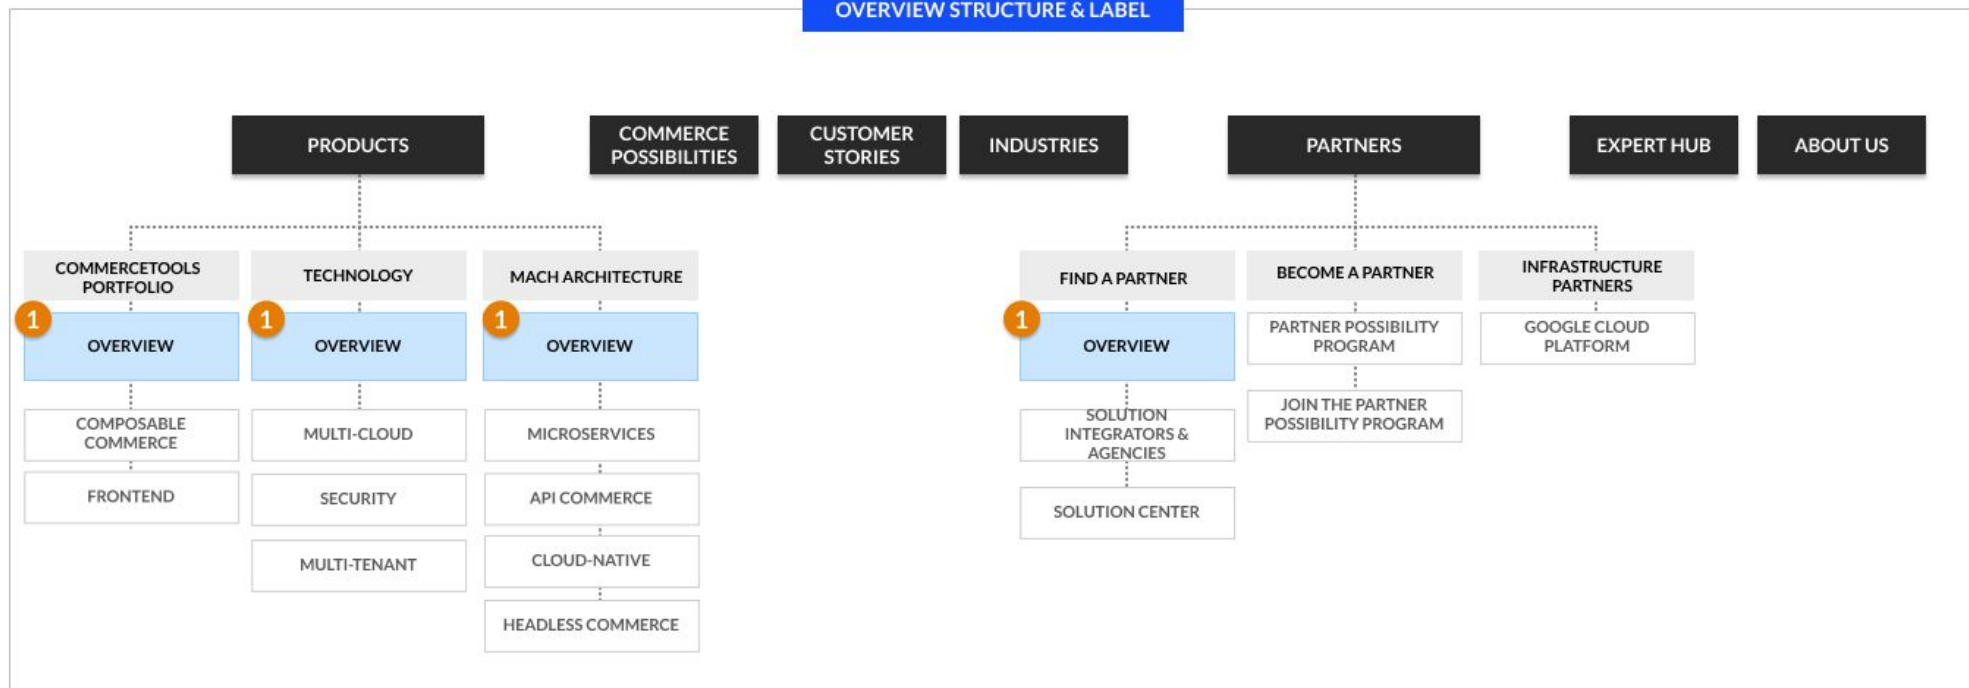 OVERVIEW STRUCTURE & LABEL
PRODUCTS
COMMERCE
POSSIBILITIES
CUSTOMER
STORIES
INDUSTRIES
PARTNERS
EXPERT HUB
ABOUT US
COMMERCETOOLS
PORTFOLIO
1
OVERVIEW
COMPOSABLE
COMMERCE
FRONTEND
TECHNOLOGY
1
OVERVIEW
MULTI-CLOUD
SECURITY
MULTI-TENANT
MACH ARCHITECTURE
1
OVERVIEW
MICROSERVICES
API COMMERCE
CLOUD-NATIVE
HEADLESS COMMERCE
FIND A PARTNER
1
OVERVIEW
SOLUTION
INTEGRATORS &
AGENCIES
SOLUTION CENTER
BECOME A PARTNER
PARTNER POSSIBILITY
PROGRAM
JOIN THE PARTNER
POSSIBILITY PROGRAM
INFRASTRUCTURE
PARTNERS
GOOGLE CLOUD
PLATFORM